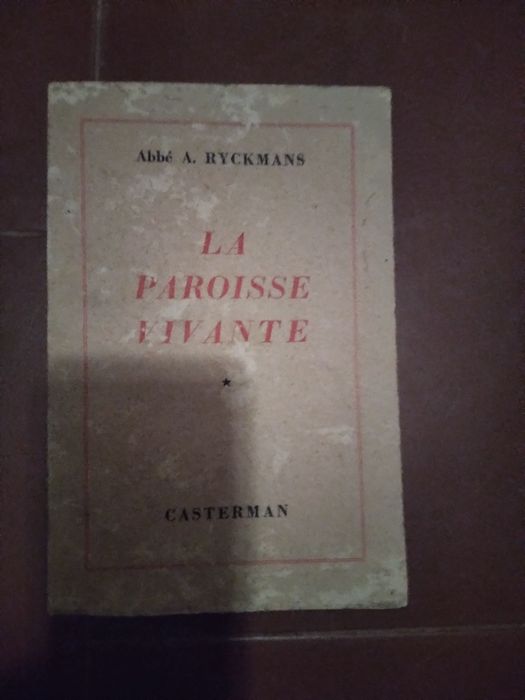 Abbé A. RYCKMANS
LA
PAROISSE
VIVANTE
CASTERMAN